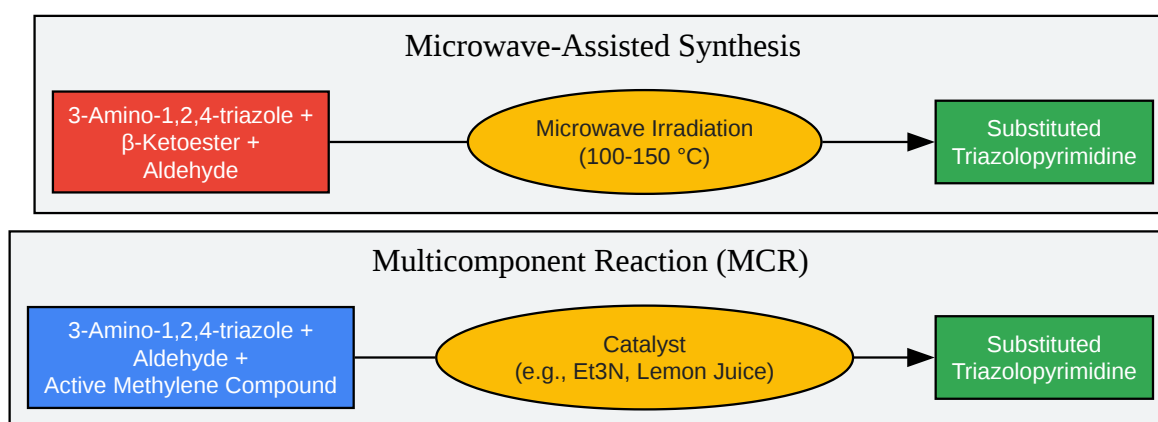 Microwave-Assisted Synthesis
3-Amino-1,2,4-triazole +
β-Ketoester +
Aldehyde
Microwave Irradiation
(100-150 °C)
Substituted
Triazolopyrimidine
Multicomponent Reaction (MCR)
3-Amino-1,2,4-triazole +
Aldehyde +
Active Methylene Compound
Catalyst
(e.g., Et3N, Lemon Juice)
Substituted
Triazolopyrimidine